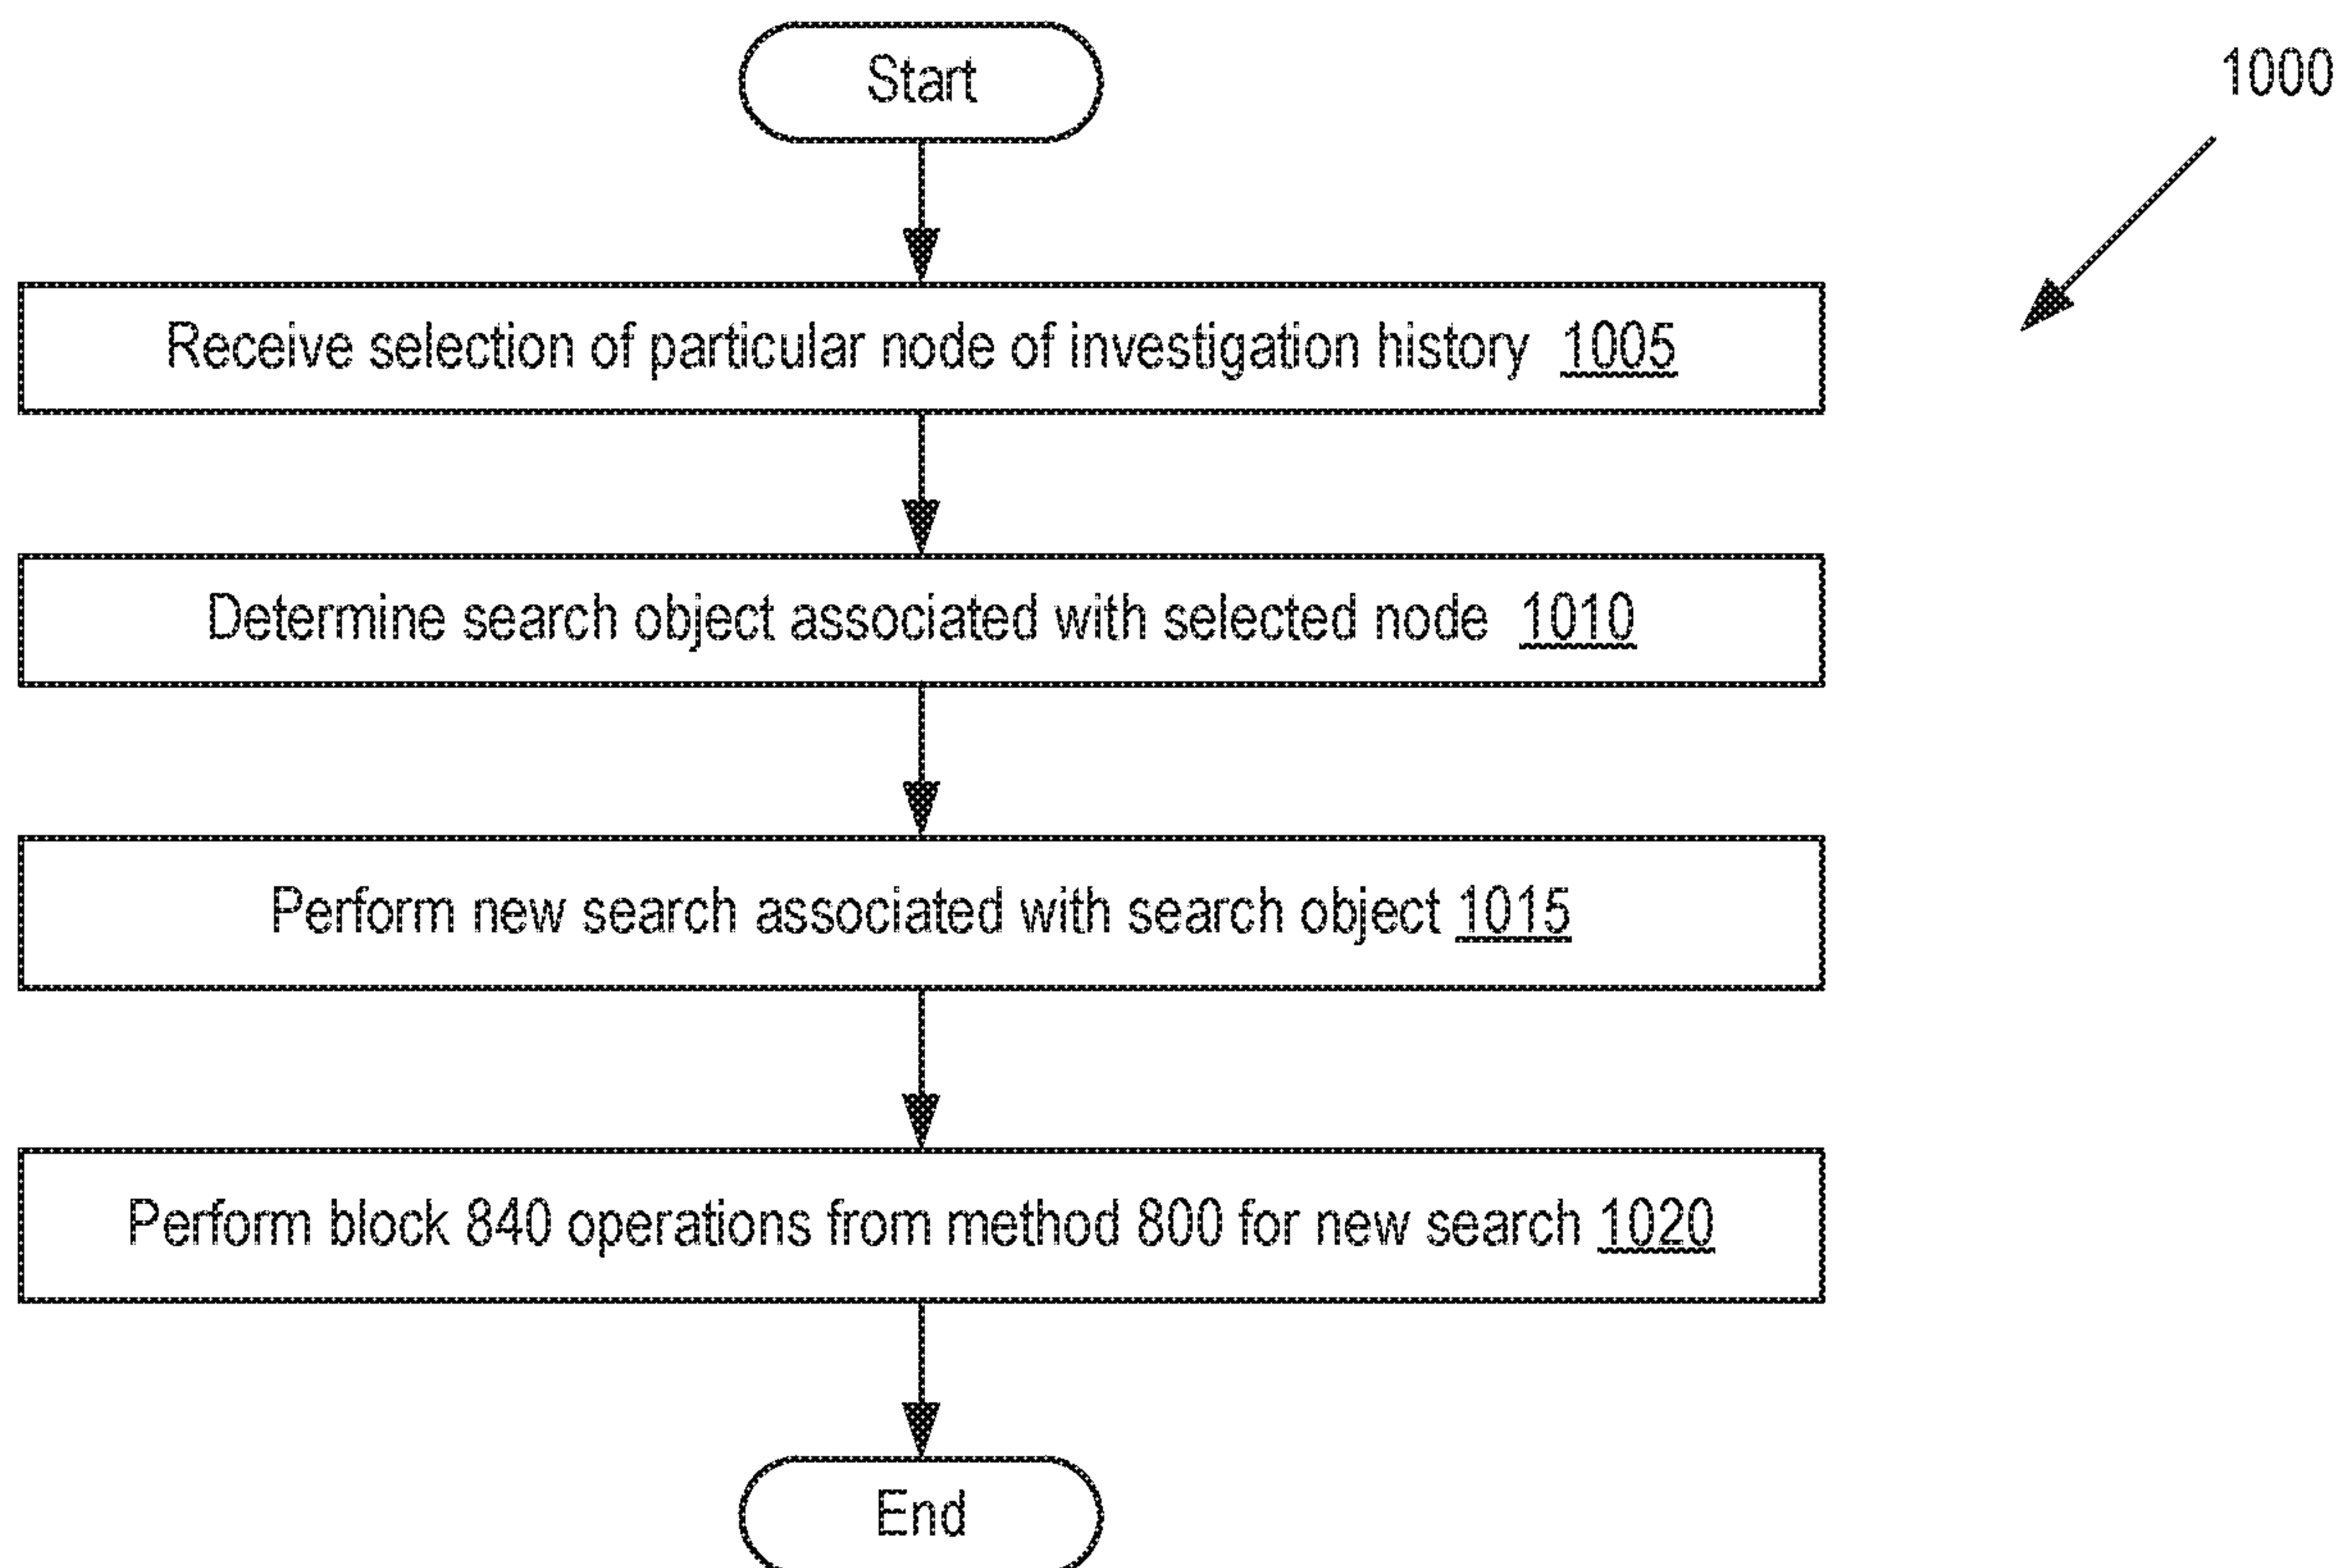 Start
1000
Receive selection of particular node of investigation history 1005
Determine search object associated with selected node 1010
Perform new search associated with search object 1015
Perform block 840 operations from method 800 for new search 1020
End